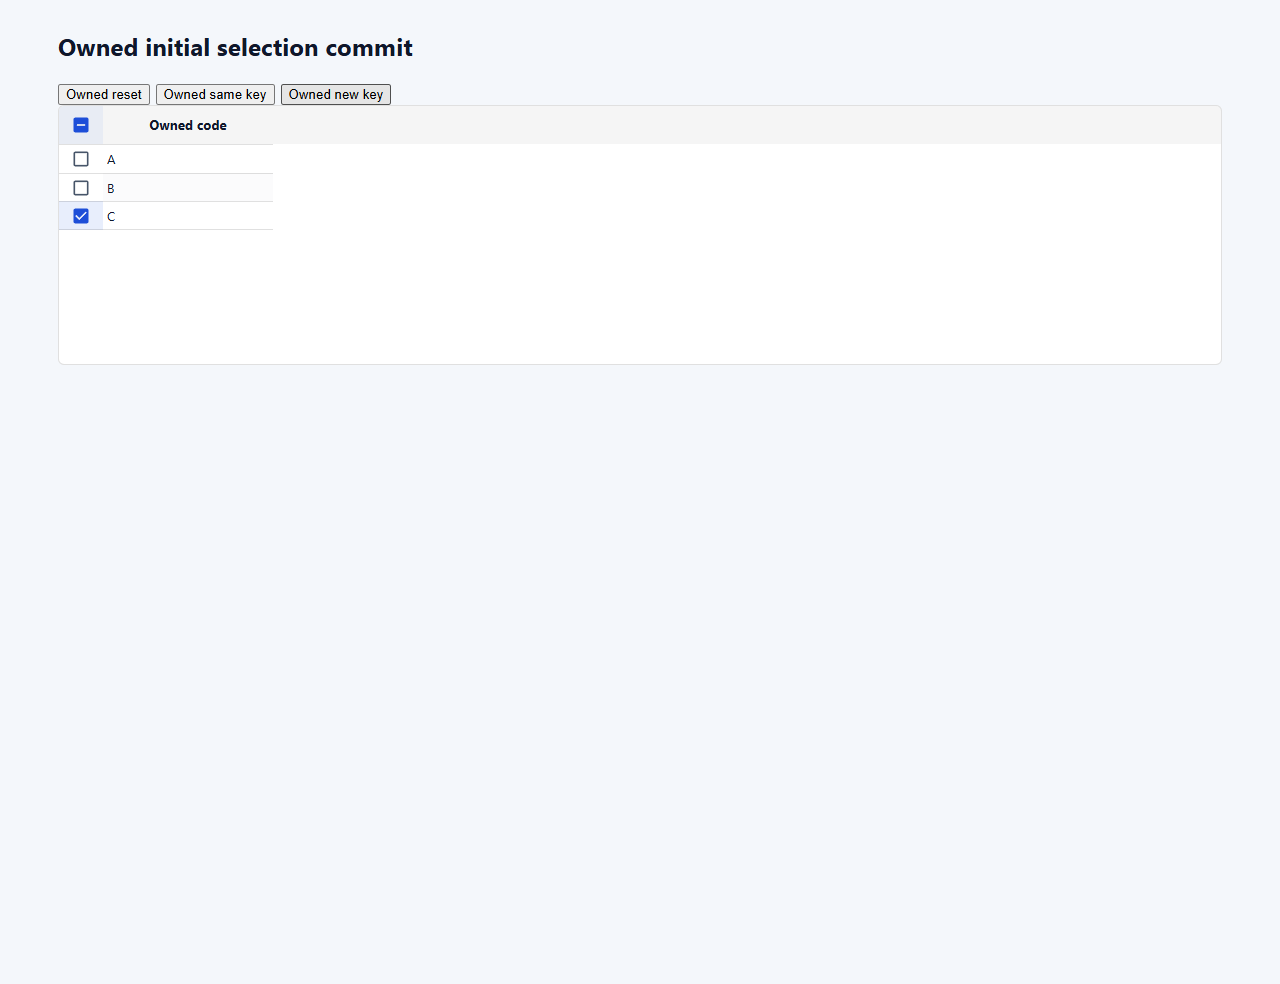 Owned initial selection commit
Owned reset Owned same key Owned new key
Owned code
A
B
C